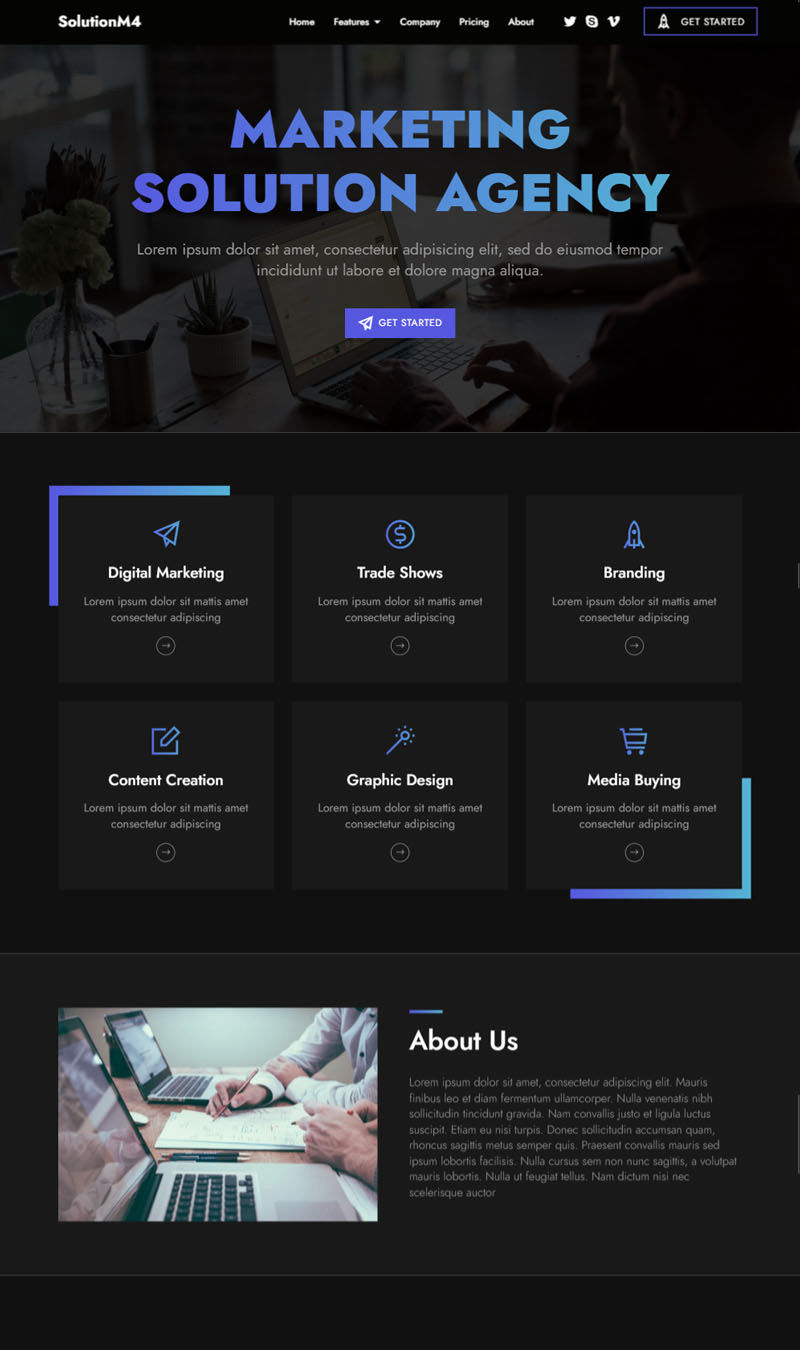 SolutionM4
Home Features Company Pricing About
GET STARTED
MARKETING
SOLUTION AGENCY
Lorem ipsum dolor sit amet, consectetur adipisicing elit, sed do eiusmod tempor
incididunt ut labore et dolore magna aliqua.
GET STARTED
Digital Marketing
Lorem ipsum dolor sit mattis amet
consectetur adipiscing
Trade Shows
Lorem ipsum dolor sit mattis amet
consectetur adipiscing
Branding
Lorem ipsum dolor sit mattis amet
consectetur adipiscing
Content Creation
Lorem ipsum dolor sit mattis amet
consectetur adipiscing
Graphic Design
Lorem ipsum dolor sit mattis amet
consectetur adipiscing
Media Buying
Lorem ipsum dolor sit mattis amet
consectetur adipiscing
About Us
Lorem ipsum dolor sit amet, consectetur adipiscing elit. Mauris
finibus leo et diam fermentum ullamcorper. Nulla venenatis nibh
sollicitudin tincidunt gravida. Nam convallis justo et ligula luctus
suscipit. Etiam eu nisi turpis. Donec sollicitudin accumsan quam,
rhoncus sagittis metus semper quis. Praesent convallis mauris sed
ipsum lobortis facilisis. Nulla cursus sem non nunc sagittis, a volutpat
mauris lobortis. Nulla ut feugiat tellus. Nam dictum nisi nec
scelerisque auctor